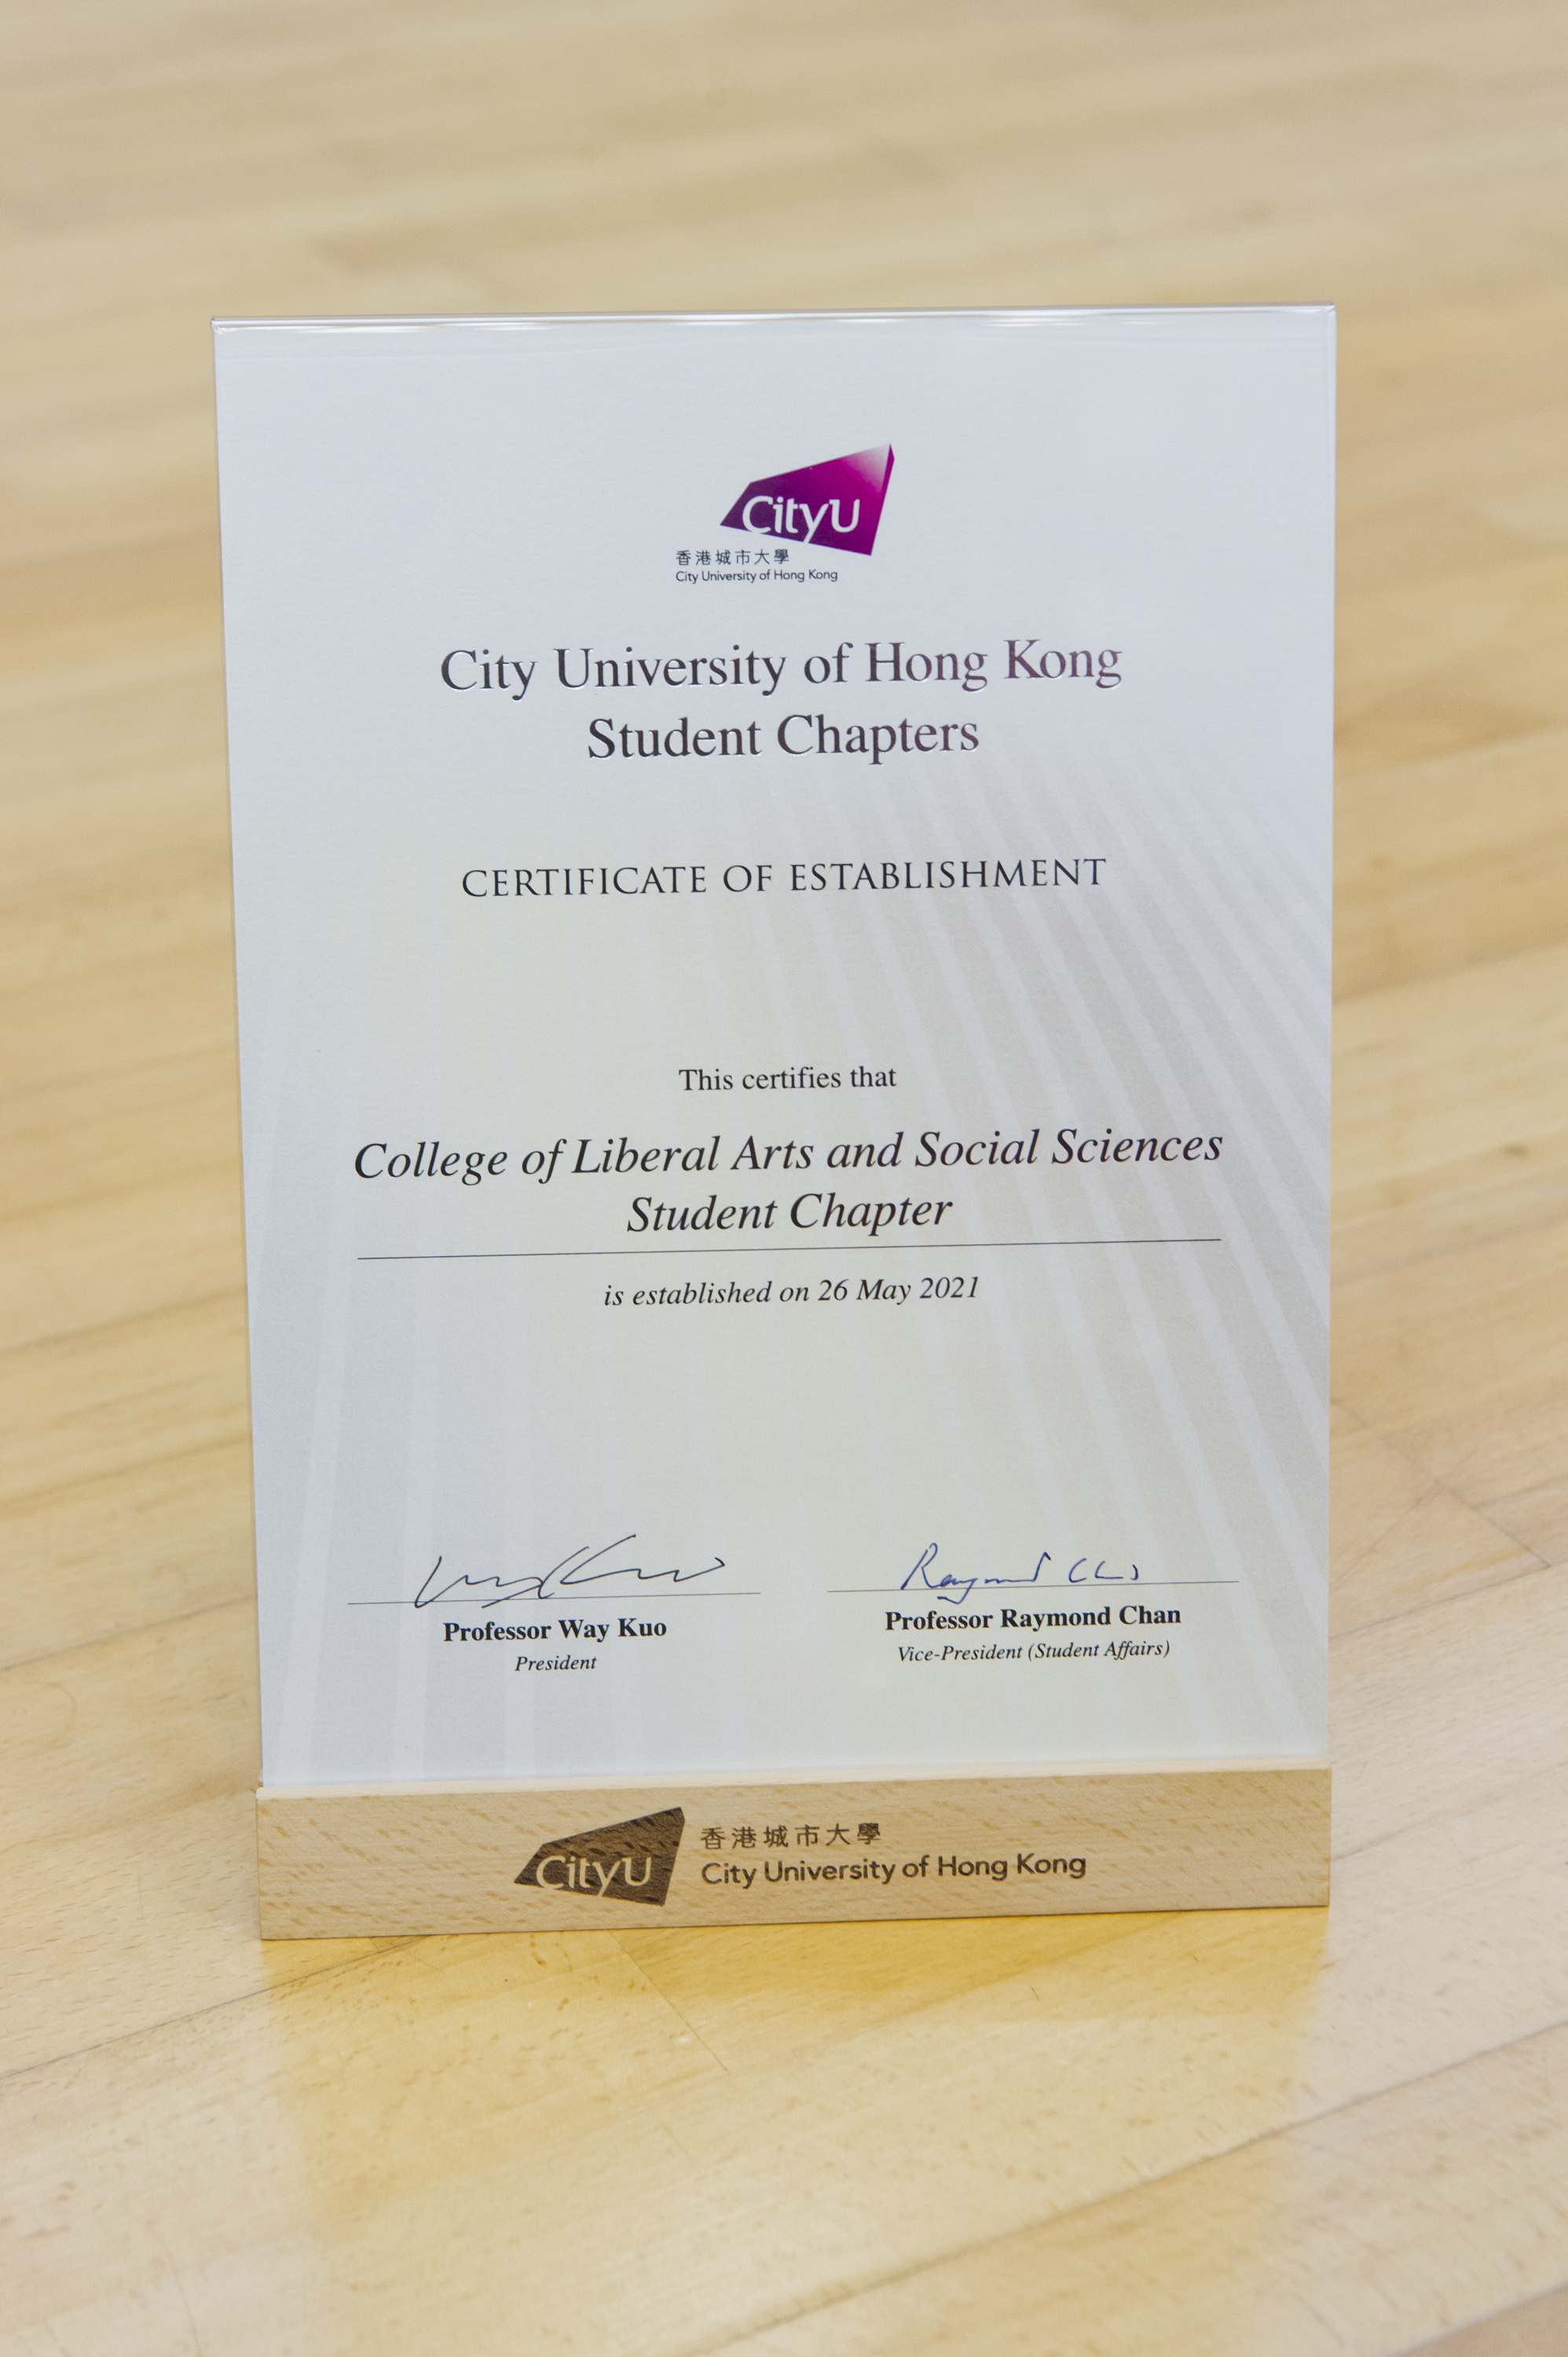 CityU
香港城市大學
City University of Hong Kong
City University of Hong Kong
Student Chapters
CERTIFICATE OF ESTABLISHMENT
This certifies that
College of Liberal Arts and Social Sciences
Student Chapter
is established on 26 May 2021
Professor Way Kuo
President
Raymond Chan
Professor Raymond Chan
Vice-President (Student Affairs)
CityU
香港城市大學
City University of Hong Kong